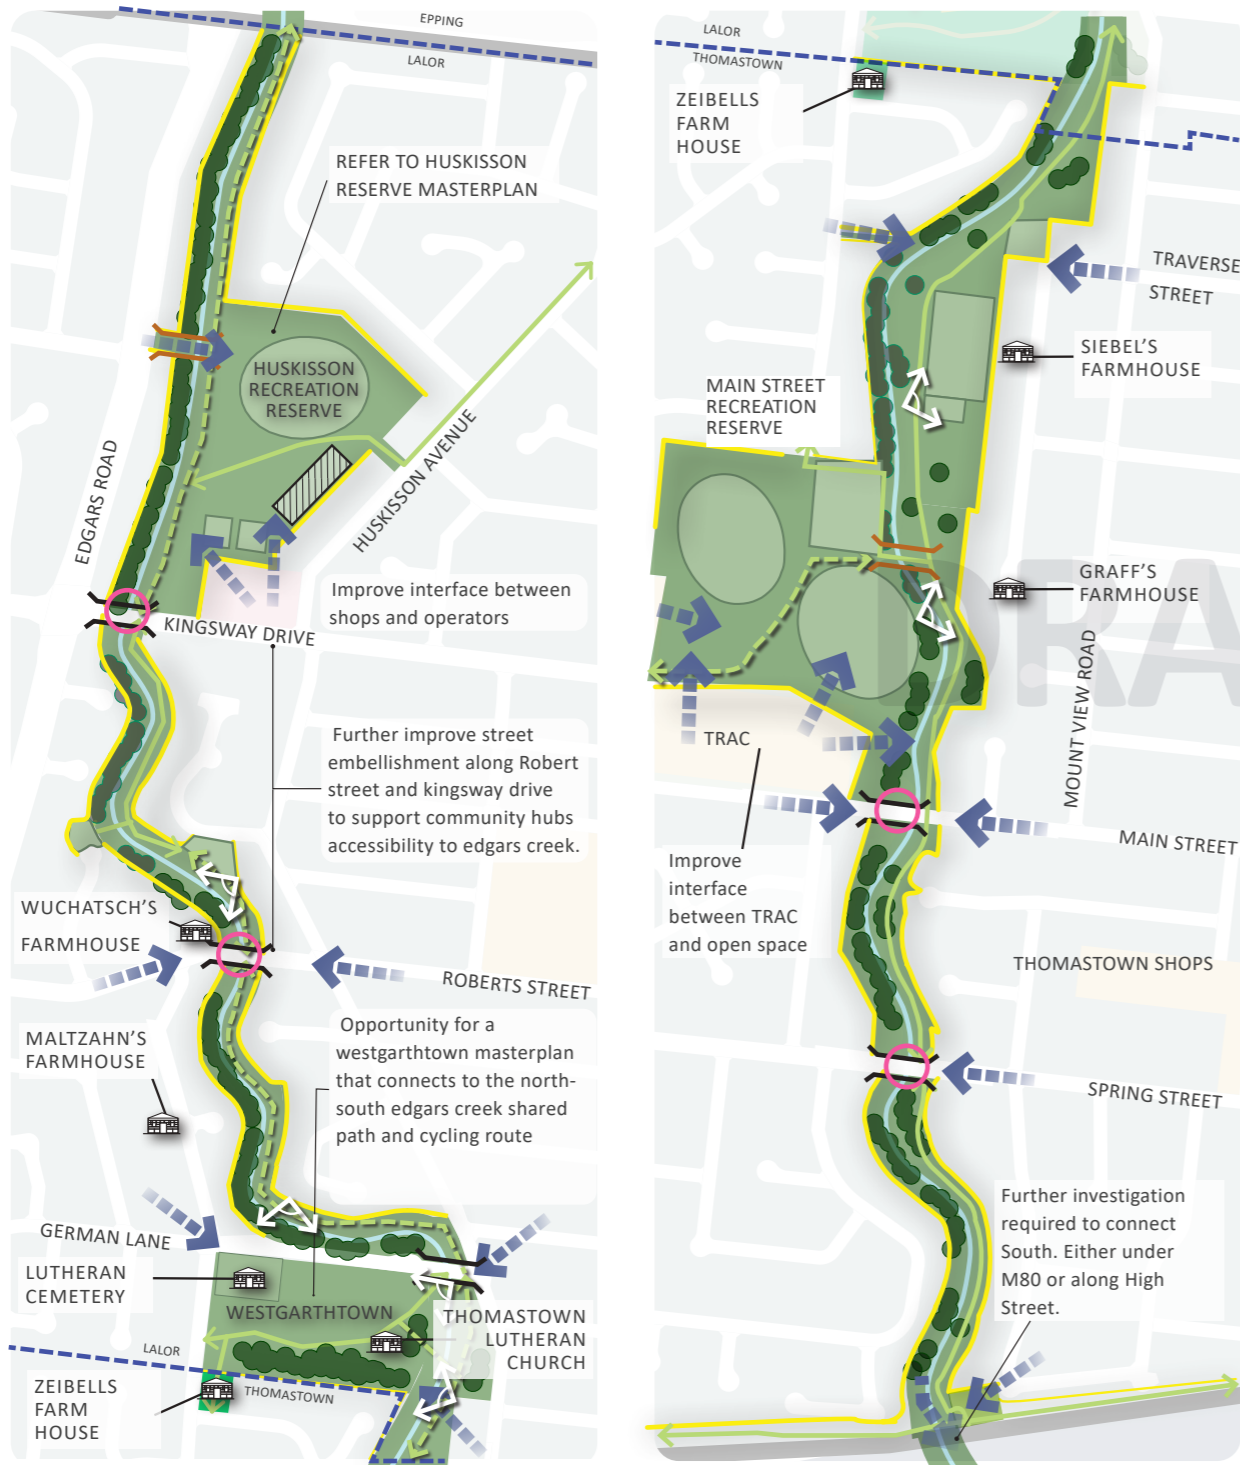 EPPING
LALOR
REFER TO HUSKISSON
RESERVE MASTERPLAN
HUSKISSON
RECREATION
RESERVE
EDGARS ROAD
HUSKISSON AVENUE
Improve interface between
shops and operators
KINGSWAY DRIVE
Further improve street
embellishment along Robert
street and kingsway drive
to support community hubs
accessibility to edgars creek.
WUCHATSCH'S
FARMHOUSE
ROBERTS STREET
MALTZAHN'S
FARMHOUSE
Opportunity for a
westgarthtown masterplan
that connects to the north-
south edgars creek shared
path and cycling route
GERMAN LANE
LUTHERAN
CEMETERY
WESTGARTHTOWN
THOMASTOWN
LUTHERAN
CHURCH
LALOR
THOMASTOWN
ZEIBELLS
FARM
HOUSE
LALOR
THOMASTOWN
ZEIBELLS
FARM
HOUSE
TRAVERSE
STREET
SIEBEL'S
FARMHOUSE
MAIN STREET
RECREATION
RESERVE
GRAFF'S
FARMHOUSE
DRA
MOUNT VIEW ROAD
TRAC
MAIN STREET
Improve
interface
between TRAC
and open space
THOMASTOWN SHOPS
SPRING STREET
Further investigation
required to connect
South. Either under
M80 or along High
Street.